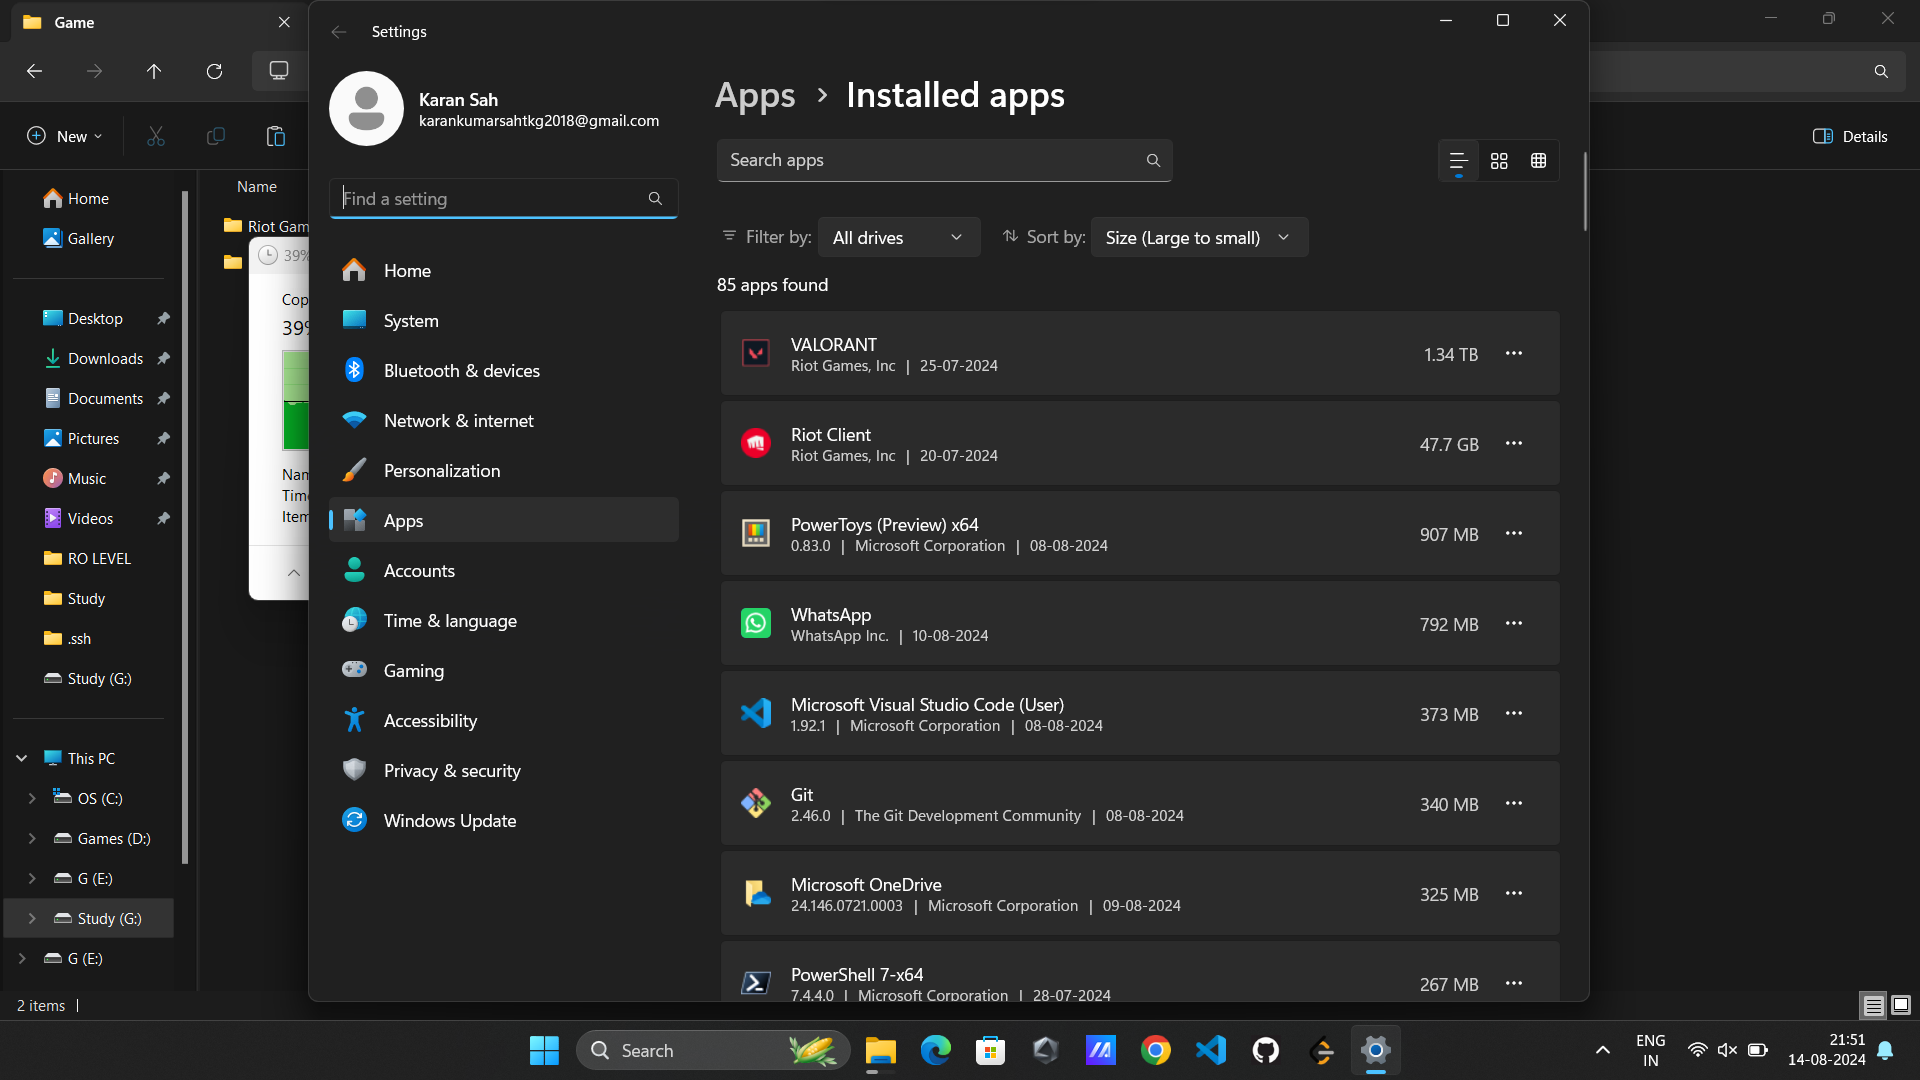 Game
Settings
Karan Sah
karankumarsahtkg2018@gmail.com
Find a setting
Home
System
Bluetooth & devices
Network & internet
Personalization
Apps
Accounts
Time & language
Gaming
Accessibility
Privacy & security
Windows Update
Apps > Installed apps
Search apps
Filter by: All drives Sort by: Size (Large to small)
85 apps found
VALORANT
Riot Games, Inc | 25-07-2024
1.34 TB
Riot Client
Riot Games, Inc | 20-07-2024
47.7 GB
PowerToys (Preview) x64
0.83.0 | Microsoft Corporation | 08-08-2024
907 MB
WhatsApp
WhatsApp Inc. | 10-08-2024
792 MB
Microsoft Visual Studio Code (User)
1.92.1 | Microsoft Corporation | 08-08-2024
373 MB
Git
2.46.0 | The Git Development Community | 08-08-2024
340 MB
Microsoft OneDrive
24.146.0721.0003 | Microsoft Corporation | 09-08-2024
325 MB
PowerShell 7-x64
7.4.4.0 | Microsoft Corporation | 28-07-2024
267 MB
New
Details
Name
Riot Gam
39%
Cop
39%
Nam
Time
Item
Home
Gallery
Desktop
Downloads
Documents
Pictures
Music
Videos
RO LEVEL
Study
.ssh
Study (G:)
This PC
OS (C:)
Games (D:)
G (E:)
Study (G:)
G (E:)
2 items
Search
ENG
IN
21:51
14-08-2024